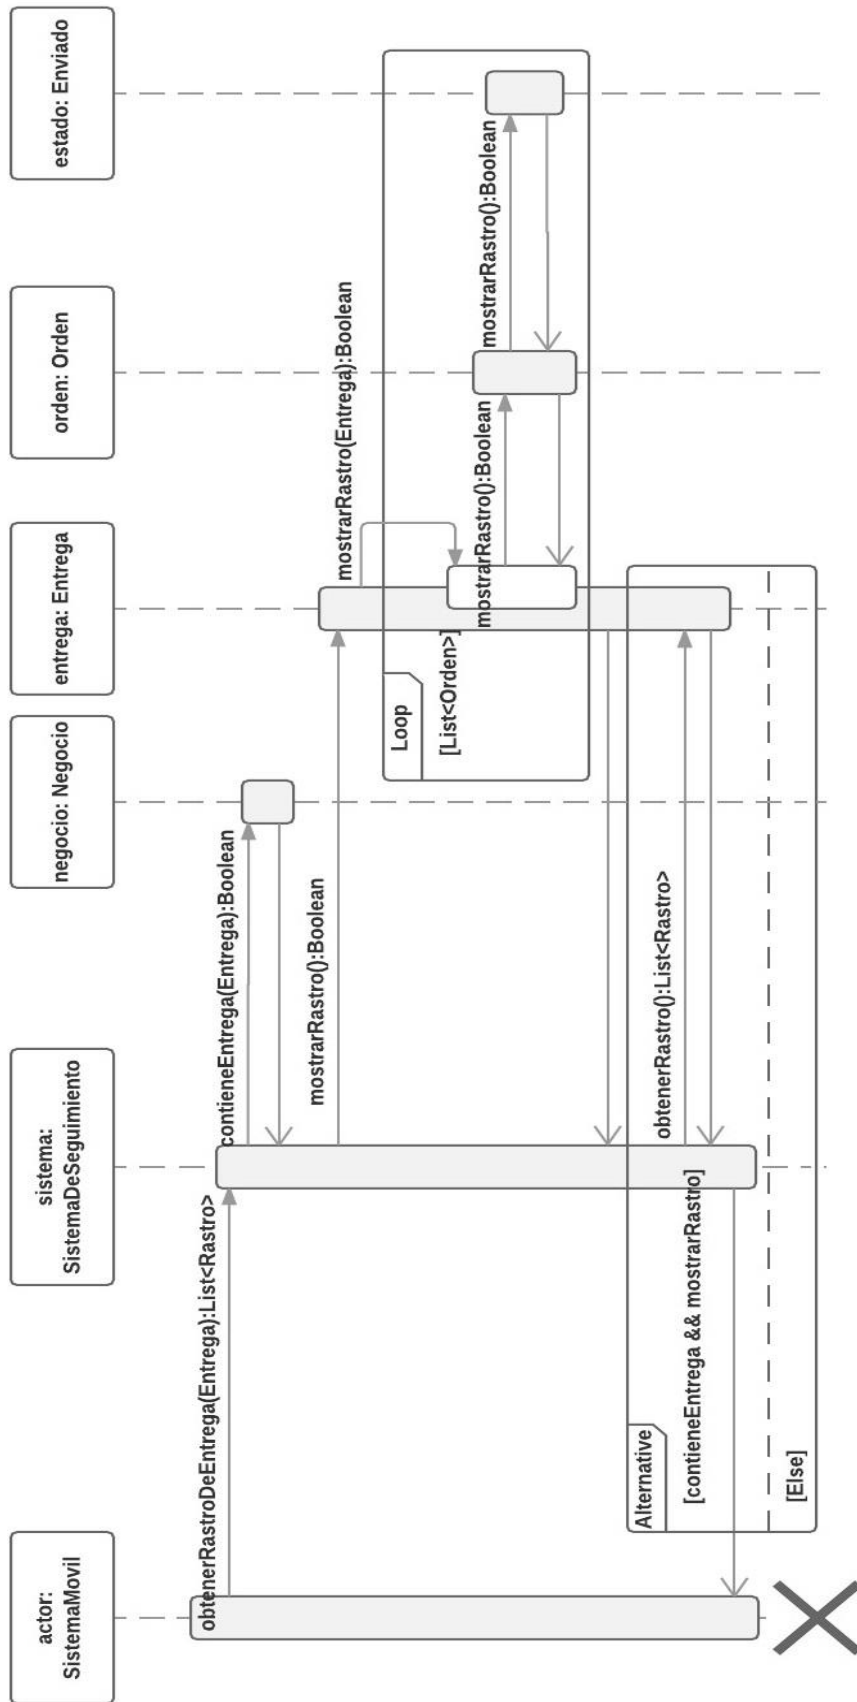 actor:
SistemaMovil
sistema:
SistemaDeSeguimiento
negocio: Negocio
entrega: Entrega
orden: Orden
estado: Enviado
obtenerRastroDeEntrega(Entrega):List<Rastro>
contieneEntrega(Entrega):Boolean
mostrarRastro():Boolean
mostrarRastro(Entrega):Boolean
Loop
[List<Orden>]
mostrarRastro():Boolean
mostrarRastro():Boolean
Alternative
[contieneEntrega && mostrarRastro]
obtenerRastro():List<Rastro>
[Else]